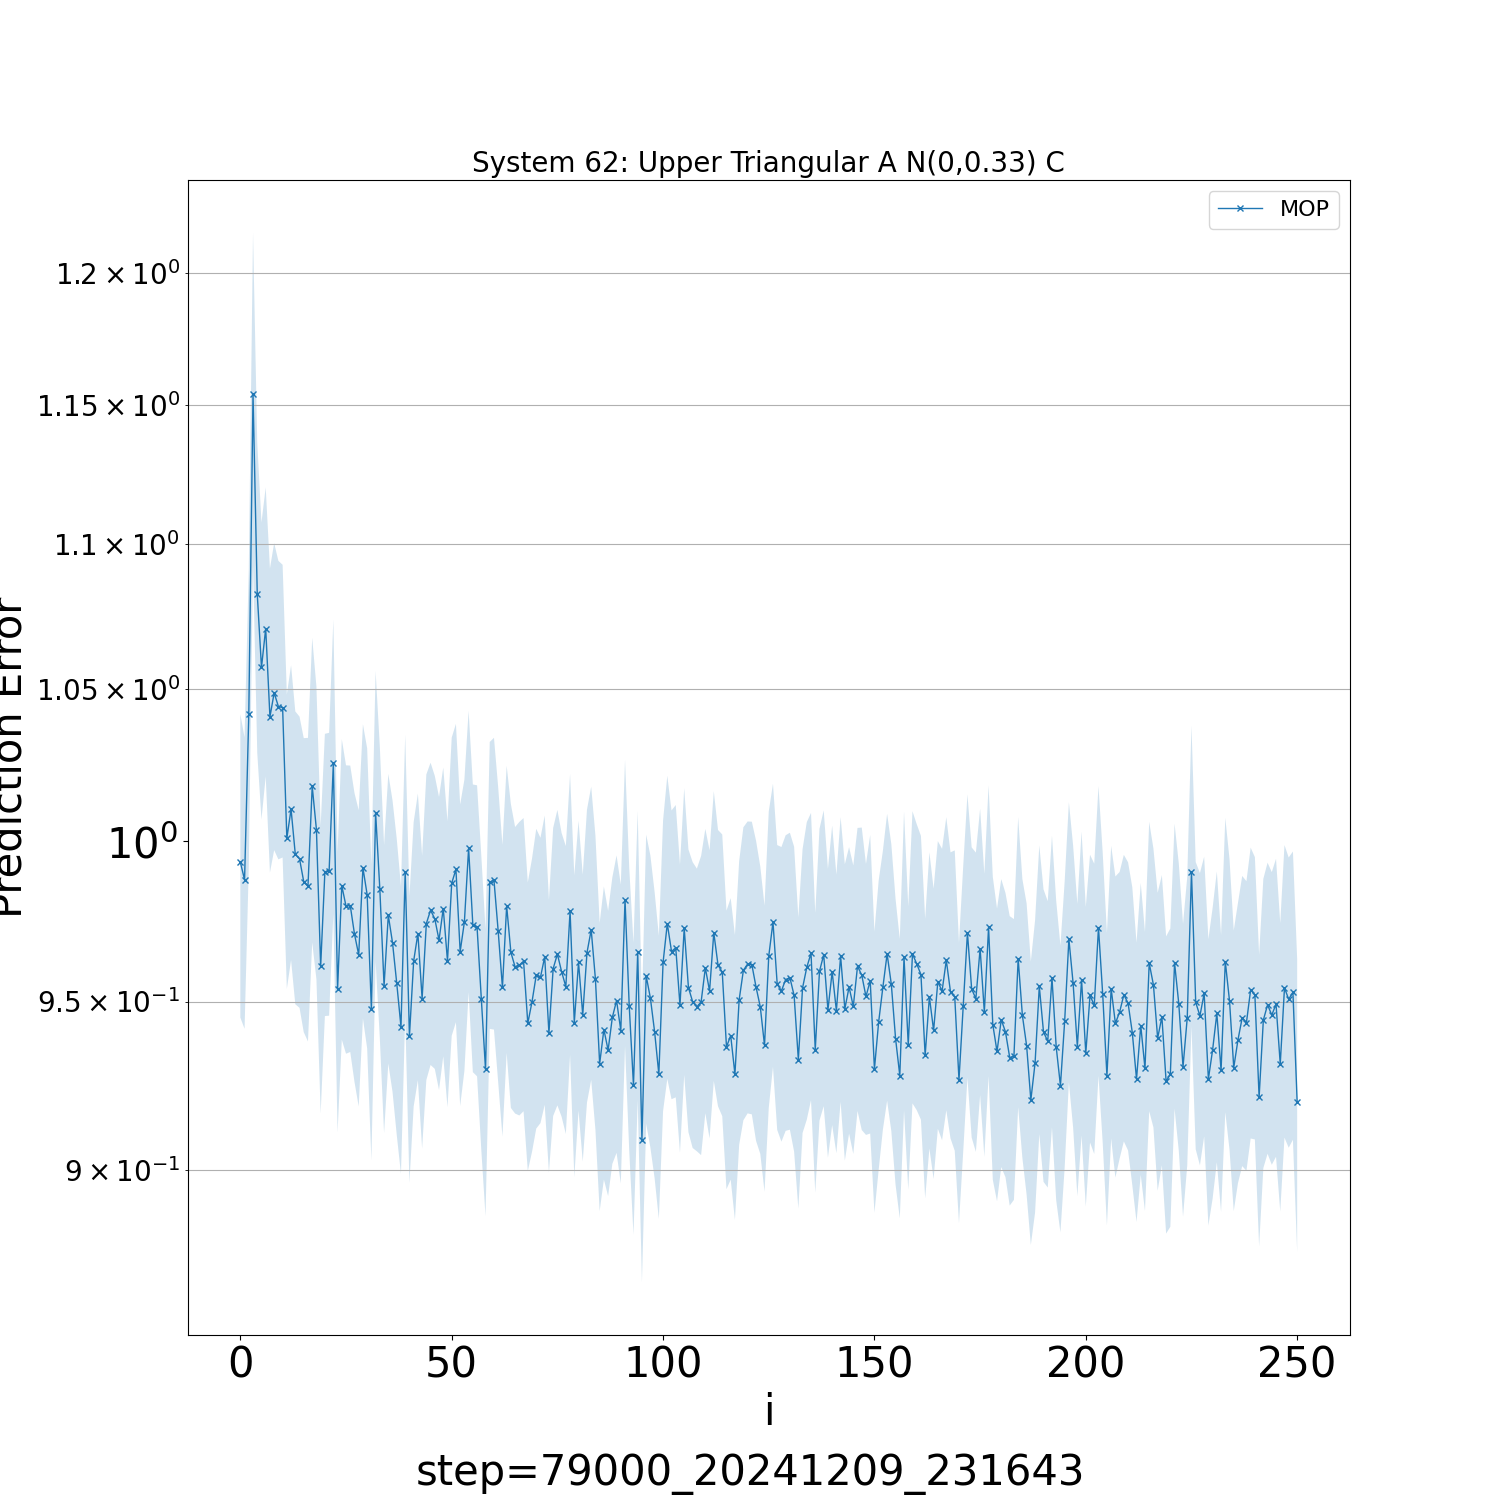 System 62: Upper Triangular A N(0,0.33) C
MOP
1.2 × 10⁰
1.15 × 10⁰
1.1 × 10⁰
1.05 × 10⁰
10⁰
9.5 × 10⁻¹
9 × 10⁻¹
Prediction Error
0 50 100 150 200 250
i
step=79000_20241209_231643